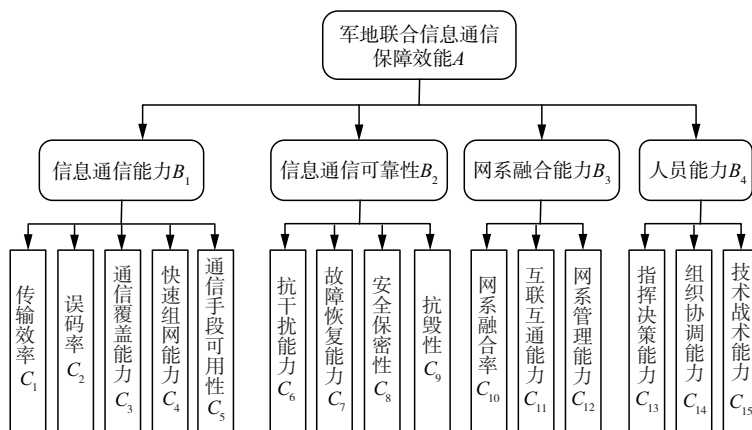 军地联合信息通信
保障效能A
信息通信能力B₁
信息通信可靠性B₂
网系融合能力B₃
人员能力B₄
传输效率C₁
误码率C₂
通信覆盖能力C₃
快速组网能力C₄
通信手段可用性C₅
抗干扰能力C₆
故障恢复能力C₇
安全保密性C₈
抗毁性C₉
网系融合率C₁₀
互联互通能力C₁₁
网系管理能力C₁₂
指挥决策能力C₁₃
组织协调能力C₁₄
技术战术能力C₁₅